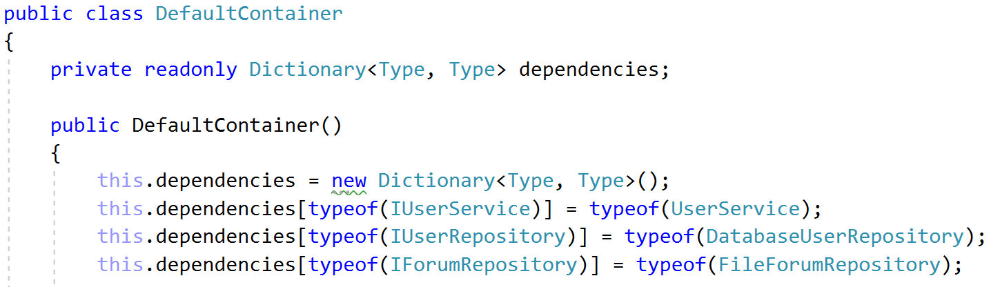 public class DefaultContainer
{
private readonly Dictionary<Type, Type> dependencies;
public DefaultContainer()
{
this.dependencies = new Dictionary<Type, Type>();
this.dependencies[typeof(IUserService)] = typeof(UserService);
this.dependencies[typeof(IUserRepository)] = typeof(DatabaseUserRepository);
this.dependencies[typeof(IForumRepository)] = typeof(FileForumRepository);